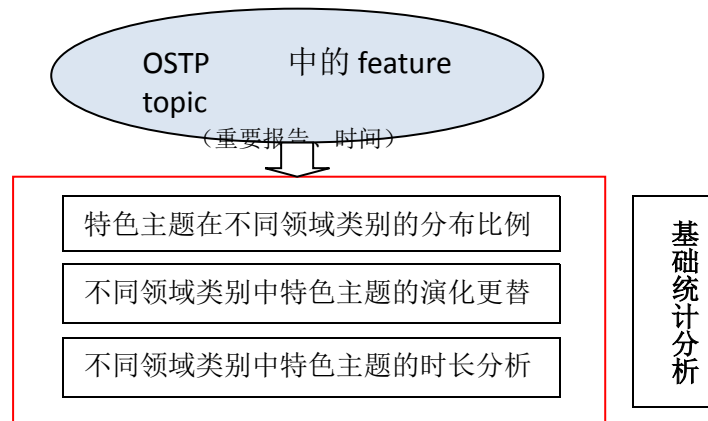 OSTP 中的 feature
topic
（重要报告、时间）
特色主题在不同领域类别的分布比例
不同领域类别中特色主题的演化更替
不同领域类别中特色主题的时长分析
基础统计分析